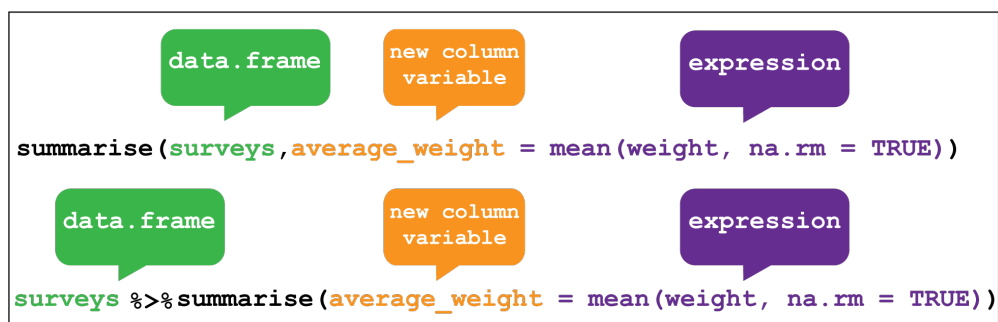 data.frame
new column
variable
expression
summarise(surveys,average_weight = mean(weight, na.rm = TRUE))
data.frame
new column
variable
expression
surveys %>% summarise(average_weight = mean(weight, na.rm = TRUE))